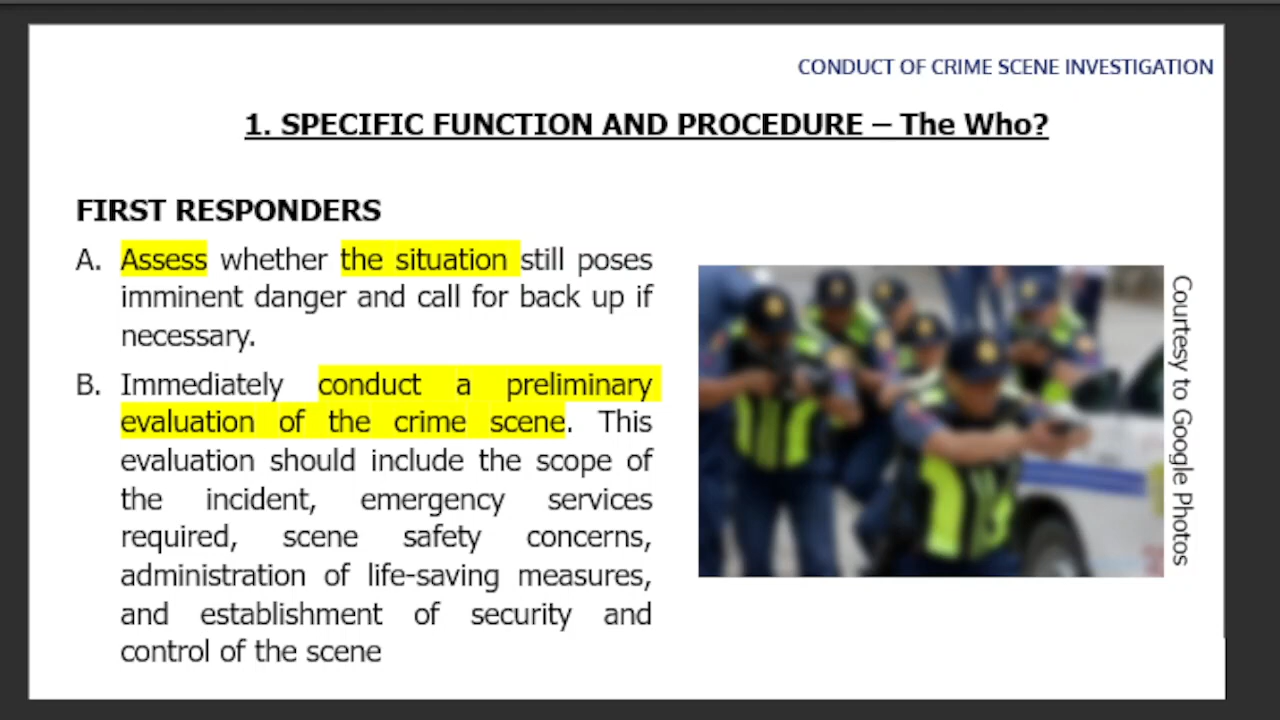 CONDUCT OF CRIME SCENE INVESTIGATION
1. SPECIFIC FUNCTION AND PROCEDURE – The Who?
FIRST RESPONDERS
A. Assess whether the situation still poses
imminent danger and call for back up if
necessary.
B. Immediately conduct a preliminary
evaluation of the crime scene. This
evaluation should include the scope of
the incident, emergency services
required, scene safety concerns,
administration of life-saving measures,
and establishment of security and
control of the scene
Courtesy to Google Photos